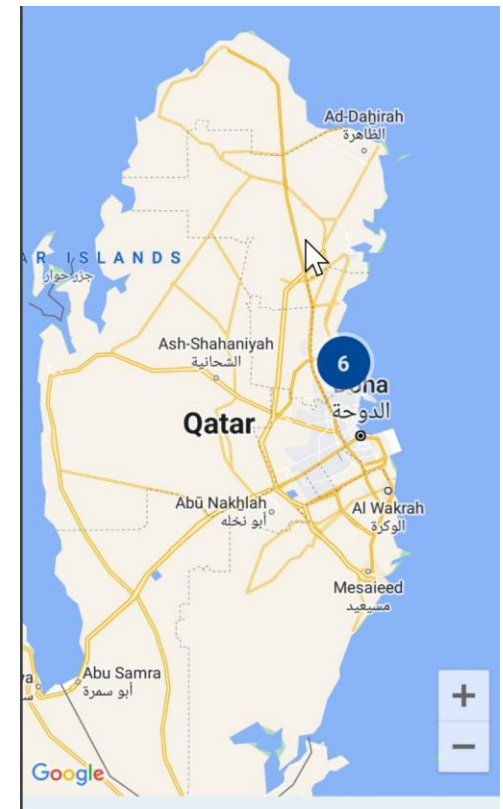 Ad-Daḩirah
الظاهرة
AR ISLANDS
جزر حوار
Ash-Shahaniyah
الشحانية
6
Doha
الدوحة
Qatar
Abū Nakhlah
أبو نخله
Al Wakrah
الوكرة
Mesaieed
مسيعيد
Abu Samra
أبو سمرة
+
−
Google